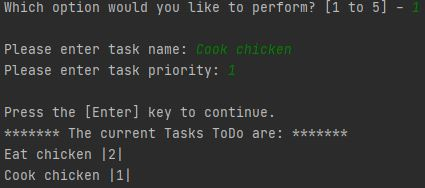 Which option would you like to perform? [1 to 5] - 1
Please enter task name: Cook chicken
Please enter task priority: 1
Press the [Enter] key to continue.
******* The current Tasks ToDo are: *******
Eat chicken |2|
Cook chicken |1|